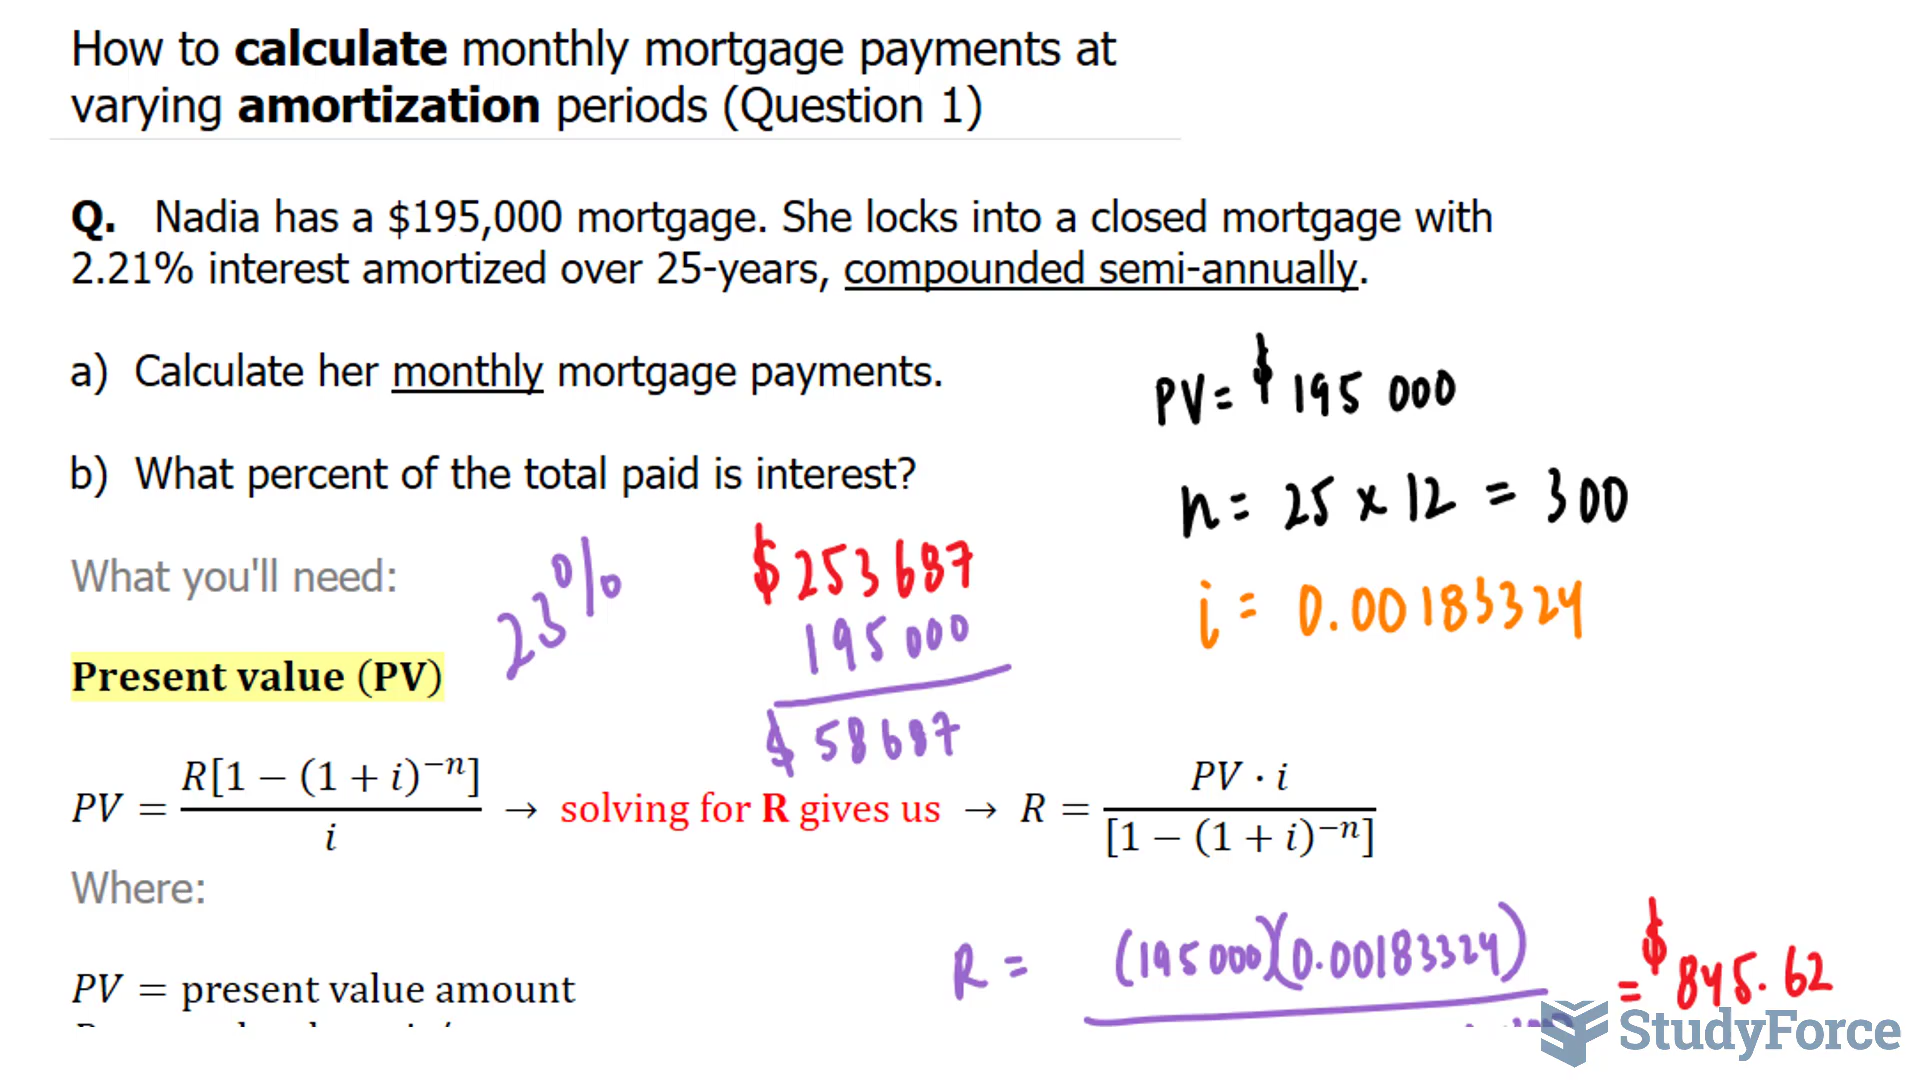 How to calculate monthly mortgage payments at
varying amortization periods (Question 1)
Q. Nadia has a $195,000 mortgage. She locks into a closed mortgage with
2.21% interest amortized over 25-years, compounded semi-annually.
a) Calculate her monthly mortgage payments.
PV = $195 000
b) What percent of the total paid is interest?
n = 25 × 12 = 300
What you'll need:
23%
$253687
195000
$58687
i = 0.00183324
Present value (PV)
PV = R[1 − (1 + i)^−n] / i → solving for R gives us → R = PV · i / [1 − (1 + i)^−n]
Where:
R = (195000)(0.00183324)
= $845.62
PV = present value amount
StudyForce